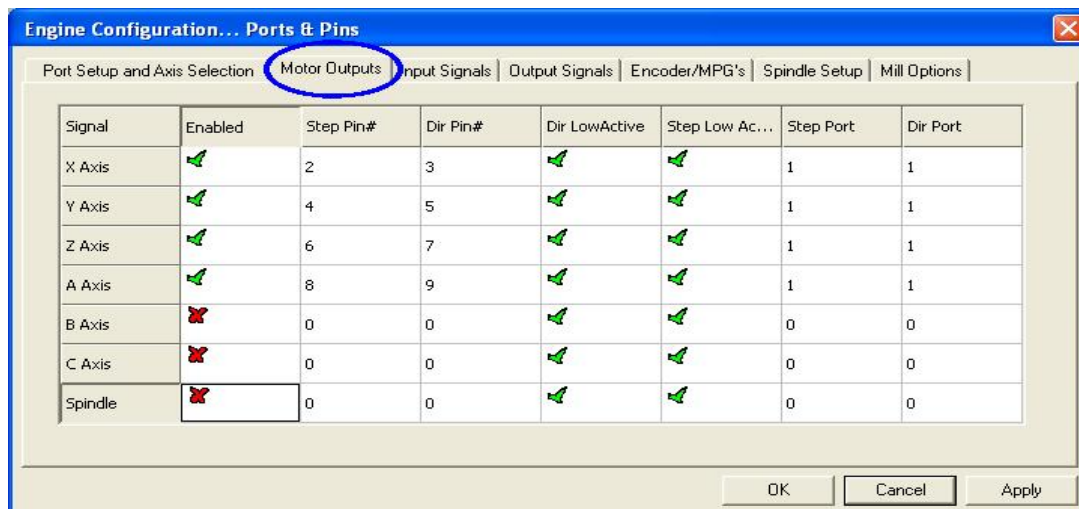 Engine Configuration... Ports & Pins
Port Setup and Axis Selection Motor Outputs Input Signals Output Signals Encoder/MPG's Spindle Setup Mill Options
Signal Enabled Step Pin# Dir Pin# Dir LowActive Step Low Ac... Step Port Dir Port
X Axis 2 3 1 1
Y Axis 4 5 1 1
Z Axis 6 7 1 1
A Axis 8 9 1 1
B Axis 0 0 0 0
C Axis 0 0 0 0
Spindle 0 0 0 0
OK Cancel Apply